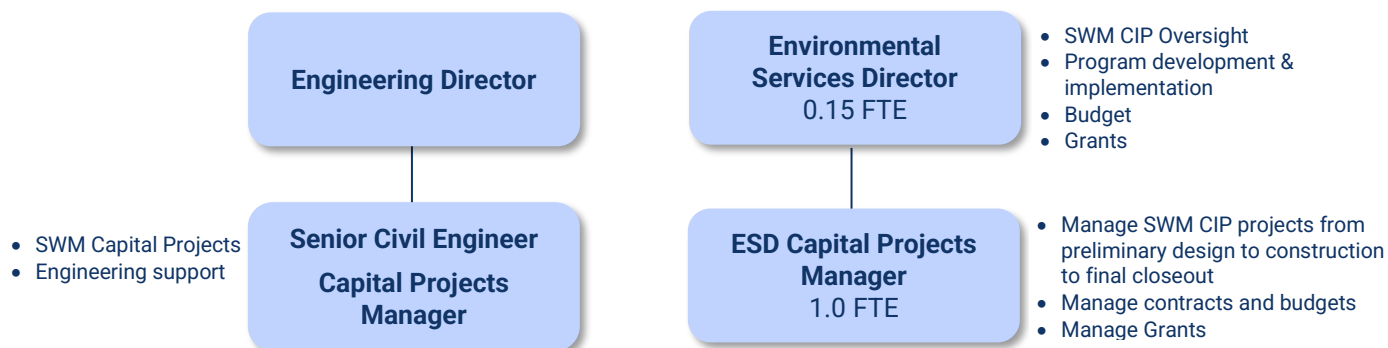 Engineering Director
Environmental
Services Director
0.15 FTE
• SWM CIP Oversight
• Program development &
implementation
• Budget
• Grants
• SWM Capital Projects
• Engineering support
Senior Civil Engineer
Capital Projects
Manager
ESD Capital Projects
Manager
1.0 FTE
• Manage SWM CIP projects from
preliminary design to construction
to final closeout
• Manage contracts and budgets
• Manage Grants